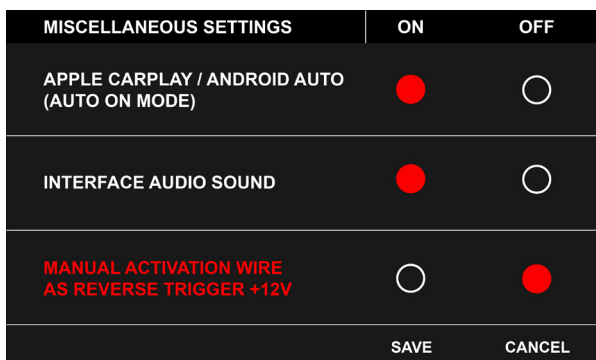 MISCELLANEOUS SETTINGS ON OFF
APPLE CARPLAY / ANDROID AUTO
(AUTO ON MODE)
INTERFACE AUDIO SOUND
MANUAL ACTIVATION WIRE
AS REVERSE TRIGGER +12V
SAVE CANCEL